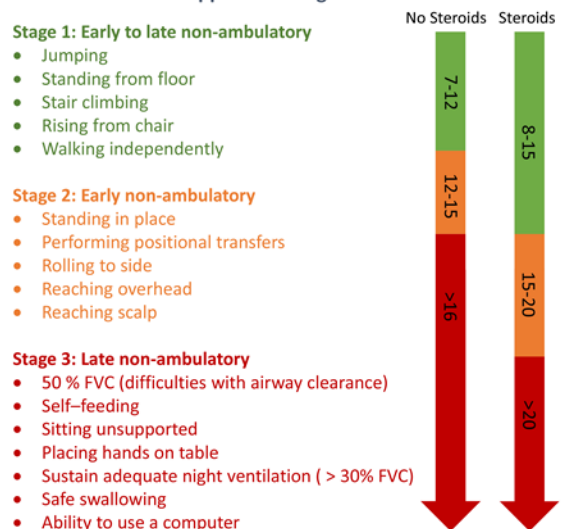 No Steroids Steroids
Stage 1: Early to late non-ambulatory
• Jumping
• Standing from floor
• Stair climbing
• Rising from chair
• Walking independently
Stage 2: Early non-ambulatory
• Standing in place
• Performing positional transfers
• Rolling to side
• Reaching overhead
• Reaching scalp
Stage 3: Late non-ambulatory
• 50 % FVC (difficulties with airway clearance)
• Self–feeding
• Sitting unsupported
• Placing hands on table
• Sustain adequate night ventilation ( > 30% FVC)
• Safe swallowing
• Ability to use a computer
7-12
12-15
>16
8-15
15-20
>20